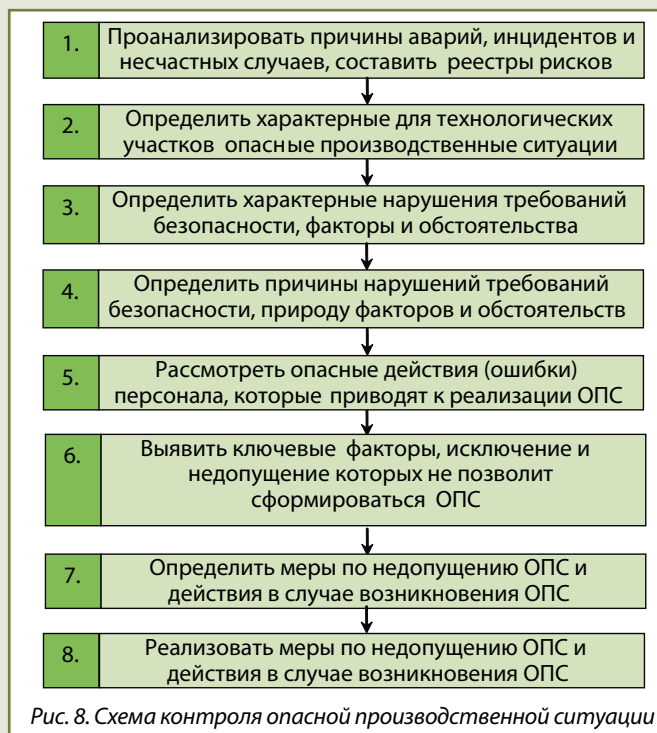 1. Проанализировать причины аварий, инцидентов и
несчастных случаев, составить реестры рисков
2. Определить характерные для технологических
участков опасные производственные ситуации
3. Определить характерные нарушения требований
безопасности, факторы и обстоятельства
4. Определить причины нарушений требований
безопасности, природу факторов и обстоятельств
5. Рассмотреть опасные действия (ошибки)
персонала, которые приводят к реализации ОПС
6. Выявить ключевые факторы, исключение и
недопущение которых не позволит
сформироваться ОПС
7. Определить меры по недопущению ОПС и
действия в случае возникновения ОПС
8. Реализовать меры по недопущению ОПС и
действия в случае возникновения ОПС
Рис. 8. Схема контроля опасной производственной ситуации